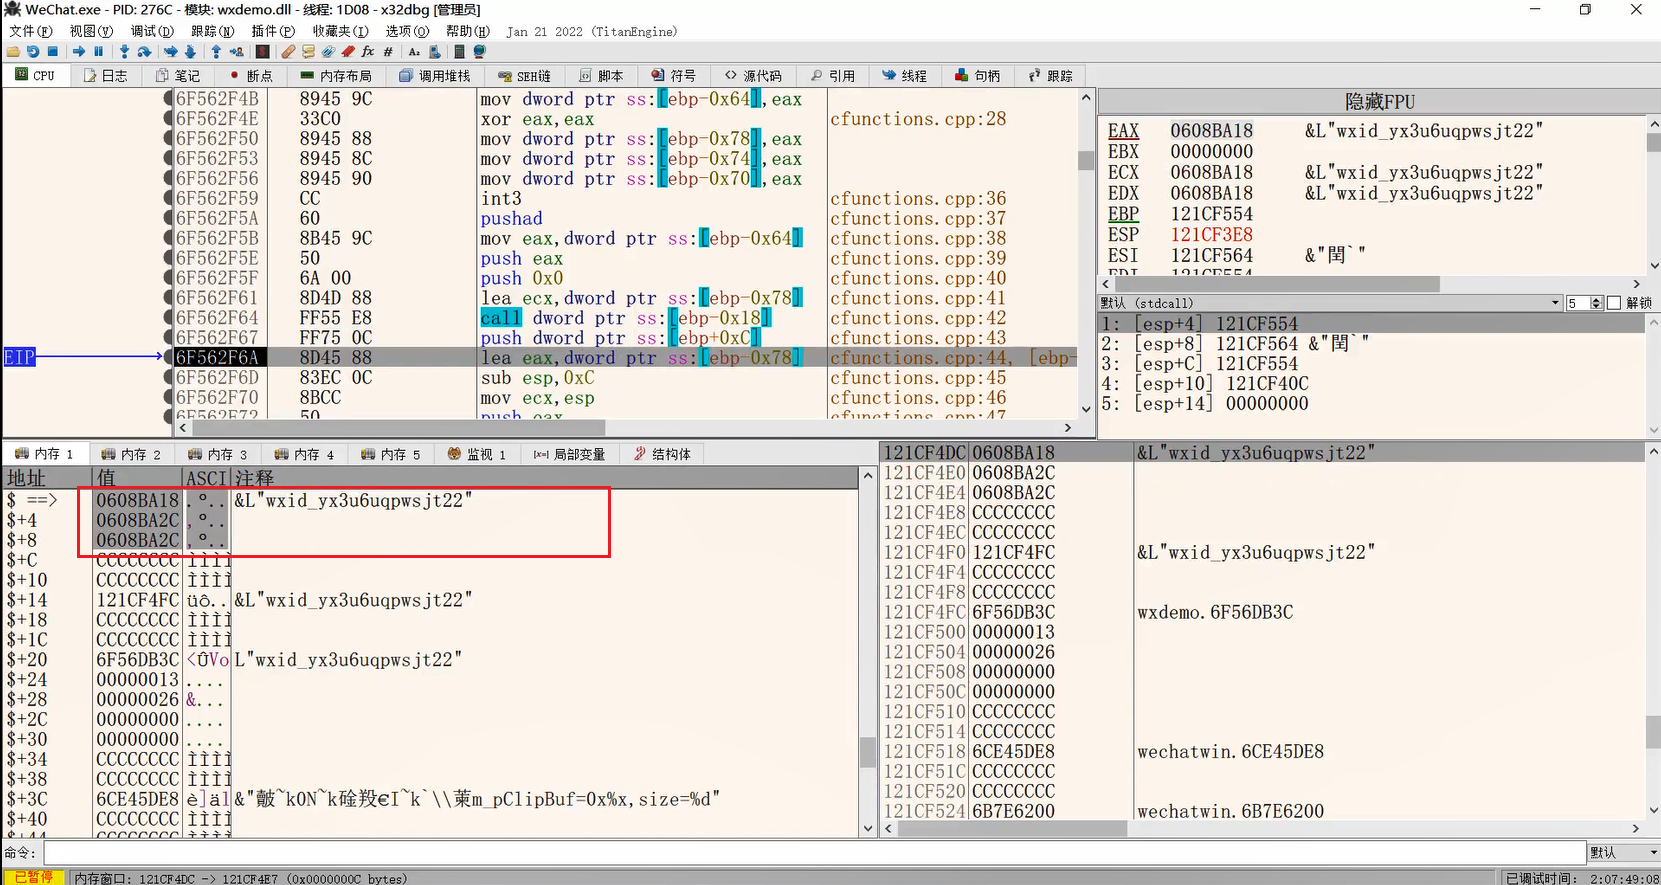 WeChat.exe - PID: 276C - 模块: wxdemo.dll - 线程: 1D08 - x32dbg [管理员]
文件(F) 视图(V) 调试(D) 跟踪(N) 插件(P) 收藏夹(I) 选项(O) 帮助(H) Jan 21 2022 (TitanEngine)
CPU 日志 笔记 断点 内存布局 调用堆栈 SEH链 脚本 符号 源代码 引用 线程 句柄 跟踪
6F562F4B 8945 9C mov dword ptr ss:[ebp-0x64],eax
6F562F4E 33C0 xor eax,eax cfunctions.cpp:28
6F562F50 8945 88 mov dword ptr ss:[ebp-0x78],eax
6F562F53 8945 8C mov dword ptr ss:[ebp-0x74],eax
6F562F56 8945 90 mov dword ptr ss:[ebp-0x70],eax
6F562F59 CC int3 cfunctions.cpp:36
6F562F5A 60 pushad cfunctions.cpp:37
6F562F5B 8B45 9C mov eax,dword ptr ss:[ebp-0x64] cfunctions.cpp:38
6F562F5E 50 push eax cfunctions.cpp:39
6F562F5F 6A 00 push 0x0 cfunctions.cpp:40
6F562F61 8D4D 88 lea ecx,dword ptr ss:[ebp-0x78] cfunctions.cpp:41
6F562F64 FF55 E8 call dword ptr ss:[ebp-0x18] cfunctions.cpp:42
6F562F67 FF75 0C push dword ptr ss:[ebp+0xC] cfunctions.cpp:43
EIP 6F562F6A 8D45 88 lea eax,dword ptr ss:[ebp-0x78] cfunctions.cpp:44, [ebp-
6F562F6D 83EC 0C sub esp,0xC cfunctions.cpp:45
6F562F70 8BCC mov ecx,esp cfunctions.cpp:46
6F562F72 50 push eax cfunctions.cpp:47
隐藏FPU
EAX 0608BA18 &L"wxid_yx3u6uqpwsjt22"
EBX 00000000
ECX 0608BA18 &L"wxid_yx3u6uqpwsjt22"
EDX 0608BA18 &L"wxid_yx3u6uqpwsjt22"
EBP 121CF554
ESP 121CF3E8
ESI 121CF564 &"閏`"
EDI 121CF554
默认 (stdcall) 5 解锁
1: [esp+4] 121CF554
2: [esp+8] 121CF564 &"閏`"
3: [esp+C] 121CF554
4: [esp+10] 121CF40C
5: [esp+14] 00000000
内存 1 内存 2 内存 3 内存 4 内存 5 监视 1 局部变量 结构体
地址 值 ASCI 注释
$ ==> 0608BA18 .º.. &L"wxid_yx3u6uqpwsjt22"
$+4 0608BA2C ,º..
$+8 0608BA2C ,º..
$+C CCCCCCCC ÌÌÌÌ
$+10 CCCCCCCC ÌÌÌÌ
$+14 121CF4FC üô.. &L"wxid_yx3u6uqpwsjt22"
$+18 CCCCCCCC ÌÌÌÌ
$+1C CCCCCCCC ÌÌÌÌ
$+20 6F56DB3C <ÛVo L"wxid_yx3u6uqpwsjt22"
$+24 00000013 ....
$+28 00000026 &...
$+2C 00000000 ....
$+30 00000000 ....
$+34 CCCCCCCC ÌÌÌÌ
$+38 CCCCCCCC ÌÌÌÌ
$+3C 6CE45DE8 è]äl m_pClipBuf=0x%x,size=%d"
$+40 CCCCCCCC ÌÌÌÌ
$+44
121CF4DC 0608BA18 &L"wxid_yx3u6uqpwsjt22"
121CF4E0 0608BA2C
121CF4E4 0608BA2C
121CF4E8 CCCCCCCC
121CF4EC CCCCCCCC
121CF4F0 121CF4FC &L"wxid_yx3u6uqpwsjt22"
121CF4F4 CCCCCCCC
121CF4F8 CCCCCCCC
121CF4FC 6F56DB3C wxdemo.6F56DB3C
121CF500 00000013
121CF504 00000026
121CF508 00000000
121CF50C 00000000
121CF510 CCCCCCCC
121CF514 CCCCCCCC
121CF518 6CE45DE8 wechatwin.6CE45DE8
121CF51C CCCCCCCC
121CF520 CCCCCCCC
121CF524 6B7E6200 wechatwin.6B7E6200
命令: 默认
已暂停 内存窗口: 121CF4DC -> 121CF4E7 (0x0000000C bytes) 已调试时间: 2:07:49:08